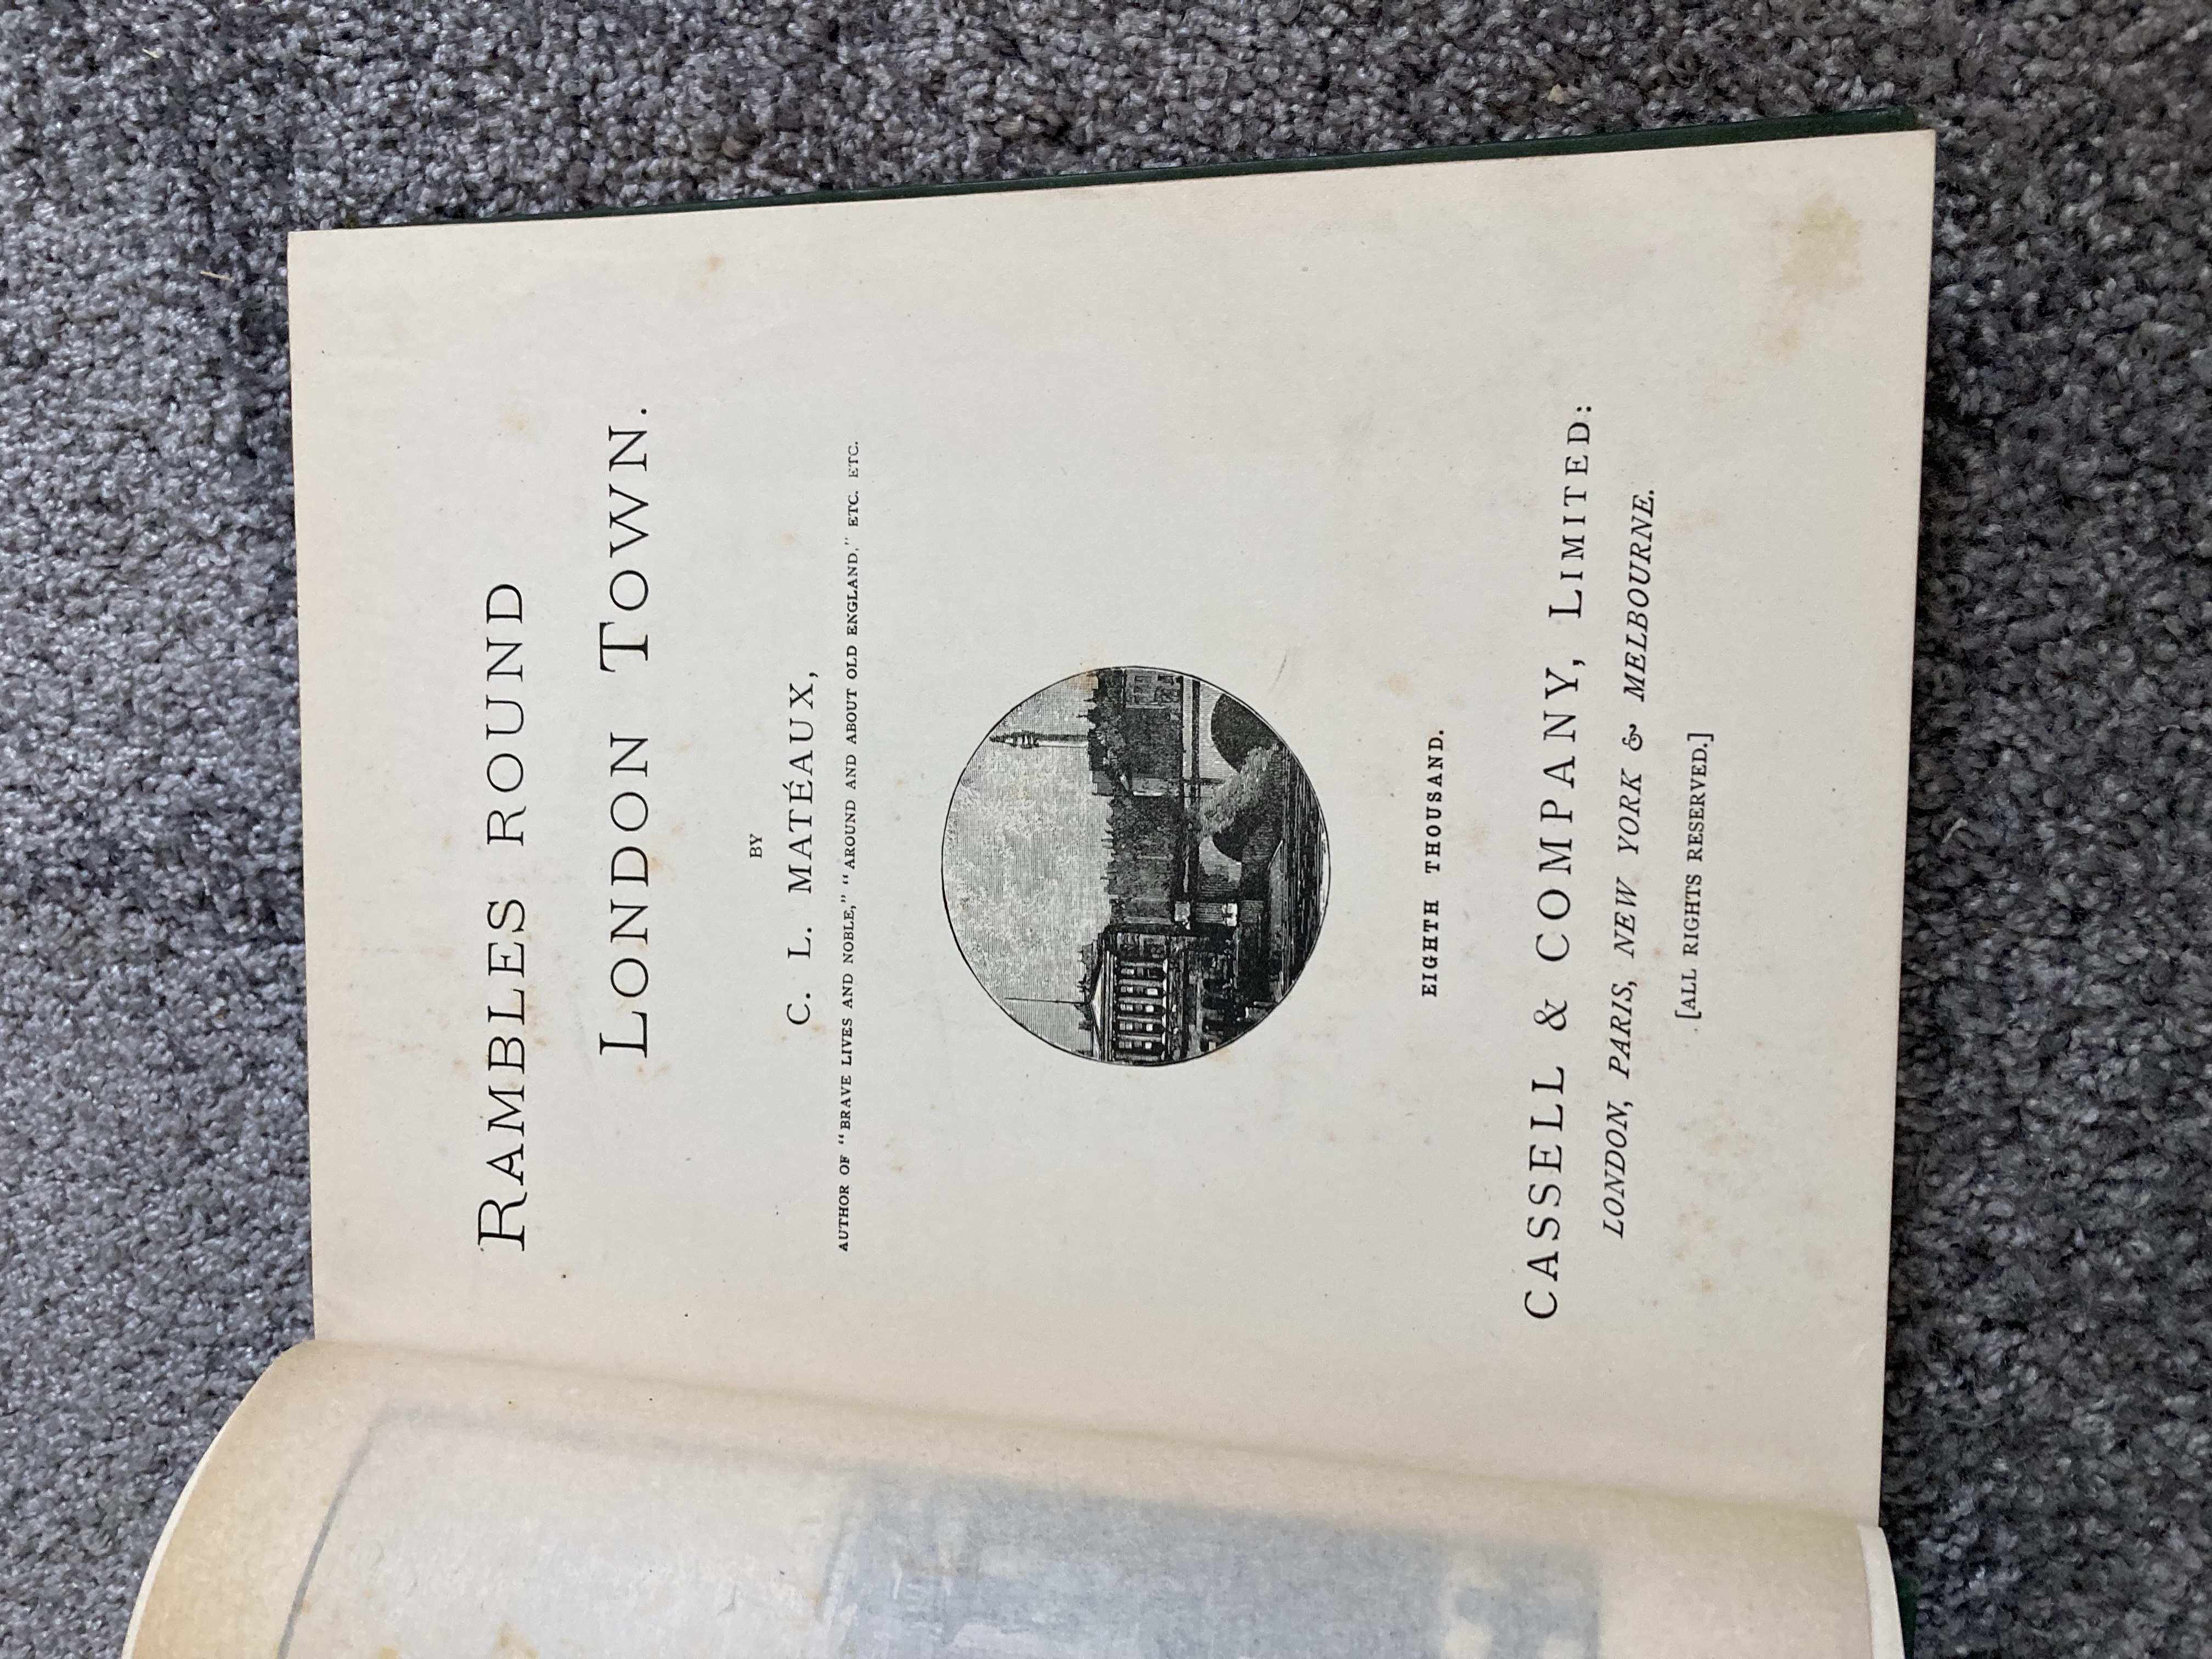 RAMBLES ROUND
LONDON TOWN.
BY
C. L. MATÉAUX,
AUTHOR OF "BRAVE LIVES AND NOBLE," "AROUND AND ABOUT OLD ENGLAND," ETC. ETC.
EIGHTH THOUSAND.
CASSELL & COMPANY, LIMITED:
LONDON, PARIS, NEW YORK & MELBOURNE.
[ALL RIGHTS RESERVED.]